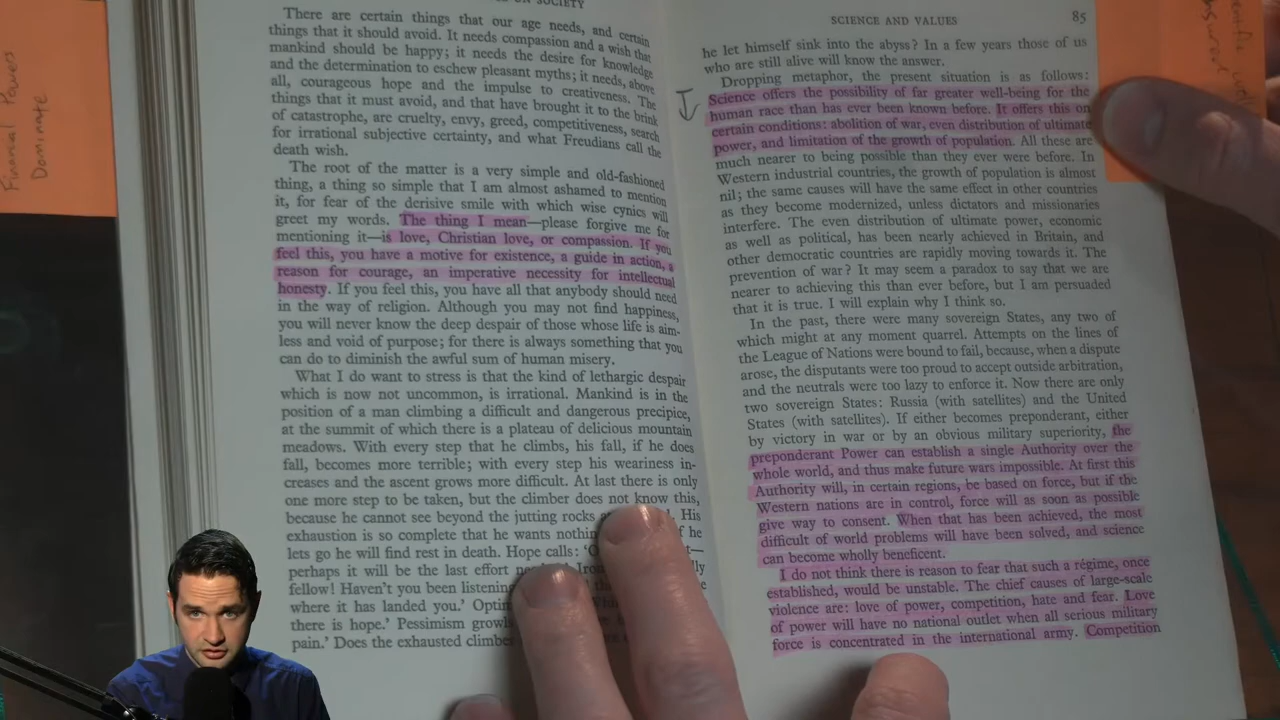 Financial Powers
Dominate
ON SOCIETY
There are certain things that our age needs, and certain
things that it should avoid. It needs compassion and a wish that
mankind should be happy; it needs the desire for knowledge
and the determination to eschew pleasant myths; it needs, above
all, courageous hope and the impulse to creativeness. The
things that it must avoid, and that have brought it to the brink
of catastrophe, are cruelty, envy, greed, competitiveness, search
for irrational subjective certainty, and what Freudians call the
death wish.
The root of the matter is a very simple and old-fashioned
thing, a thing so simple that I am almost ashamed to mention
it, for fear of the derisive smile with which wise cynics will
greet my words. The thing I mean—please forgive me for
mentioning it—is love, Christian love, or compassion. If you
feel this, you have a motive for existence, a guide in action, a
reason for courage, an imperative necessity for intellectual
honesty. If you feel this, you have all that anybody should need
in the way of religion. Although you may not find happiness,
you will never know the deep despair of those whose life is aim-
less and void of purpose; for there is always something that you
can do to diminish the awful sum of human misery.
What I do want to stress is that the kind of lethargic despair
which is now not uncommon, is irrational. Mankind is in the
position of a man climbing a difficult and dangerous precipice,
at the summit of which there is a plateau of delicious mountain
meadows. With every step that he climbs, his fall, if he does
fall, becomes more terrible; with every step his weariness in-
creases and the ascent grows more difficult. At last there is only
one more step to be taken, but the climber does not know this,
because he cannot see beyond the jutting rocks His
exhaustion is so complete that he wants f he
lets go he will find rest in death. Hope calls:
perhaps it will be the last effort
fellow! Haven't you been listening
where it has landed you.'
there is hope.' Pessimism
pain.' Does the exhausted
SCIENCE AND VALUES 85
he let himself sink into the abyss? In a few years those of us
who are still alive will know the answer.
Dropping metaphor, the present situation is as follows:
Science offers the possibility of far greater well-being for the
human race than has ever been known before. It offers this on
certain conditions: abolition of war, even distribution of ultimate
power, and limitation of the growth of population. All these are
much nearer to being possible than they ever were before. In
Western industrial countries, the growth of population is almost
nil; the same causes will have the same effect in other countries
as they become modernized, unless dictators and missionaries
interfere. The even distribution of ultimate power, economic
as well as political, has been nearly achieved in Britain, and
other democratic countries are rapidly moving towards it. The
prevention of war? It may seem a paradox to say that we are
nearer to achieving this than ever before, but I am persuaded
that it is true. I will explain why I think so.
In the past, there were many sovereign States, any two of
which might at any moment quarrel. Attempts on the lines of
the League of Nations were bound to fail, because, when a dispute
arose, the disputants were too proud to accept outside arbitration,
and the neutrals were too lazy to enforce it. Now there are only
two sovereign States: Russia (with satellites) and the United
States (with satellites). If either becomes preponderant, either
by victory in war or by an obvious military superiority, the
preponderant Power can establish a single Authority over the
whole world, and thus make future wars impossible. At first this
Authority will, in certain regions, be based on force, but if the
Western nations are in control, force will as soon as possible
give way to consent. When that has been achieved, the most
difficult of world problems will have been solved, and science
can become wholly beneficent.
I do not think there is reason to fear that such a régime, once
established, would be unstable. The chief causes of large-scale
violence are: love of power, competition, hate and fear. Love
of power will have no national outlet when all serious military
force is concentrated in the international army. Competition